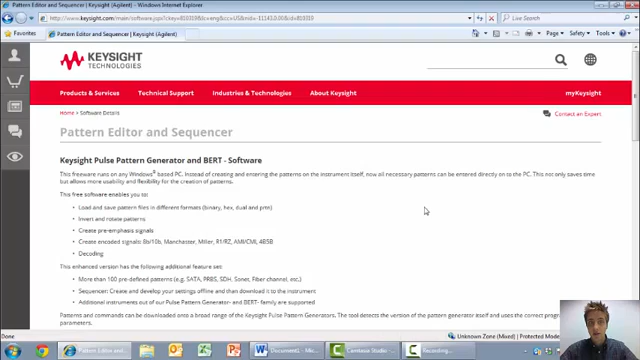 Pattern Editor and Sequencer | Keysight (Agilent) - Windows Internet Explorer
Live Search
Favorites
Pattern Editor and Sequencer | Keysight (Agilent)
Page
Safety
Tools
KEYSIGHT
TECHNOLOGIES
Products & Services
Technical Support
Industries & Technologies
About Keysight
myKeysight
Home > Software Details
Contact an Expert
Pattern Editor and Sequencer
Keysight Pulse Pattern Generator and BERT - Software
This freeware runs on any Windows® based PC. Instead of creating and entering the patterns on the instrument itself, now all necessary patterns can be entered directly on to the PC. This not only saves time
but allows more usability and flexibility for the creation of patterns.
This free software enables you to:
• Load and save pattern files in different formats (binary, hex, dual and pms)
• Invert and rotate patterns
• Create pre-emphasis signals
• Create encoded signals 8b/10b, Manchester, Miller, R1/RZ, AMI/CMI, 4B5B
• Decoding
This enhanced version has the following additional feature set:
• More than 100 pre-defined patterns (e.g. SATA, PRBS, SDH, Sonet, Fiber channel, etc.)
• Sequencer: Create and develop your settings offline and then download it to the instrument
• Additional instruments out of our Pulse Pattern Generator- and BERT- family are supported
Patterns and commands can be downloaded onto a broad range of the Keysight Pulse Pattern Generators. The tool detects the version of the pattern generator itself and uses the correct prog
parameters.
Done
Unknown Zone (Mixed) | Protected Mode
Pattern Editor and
Document1 - Mi...
Camtasia Studio
Recording...